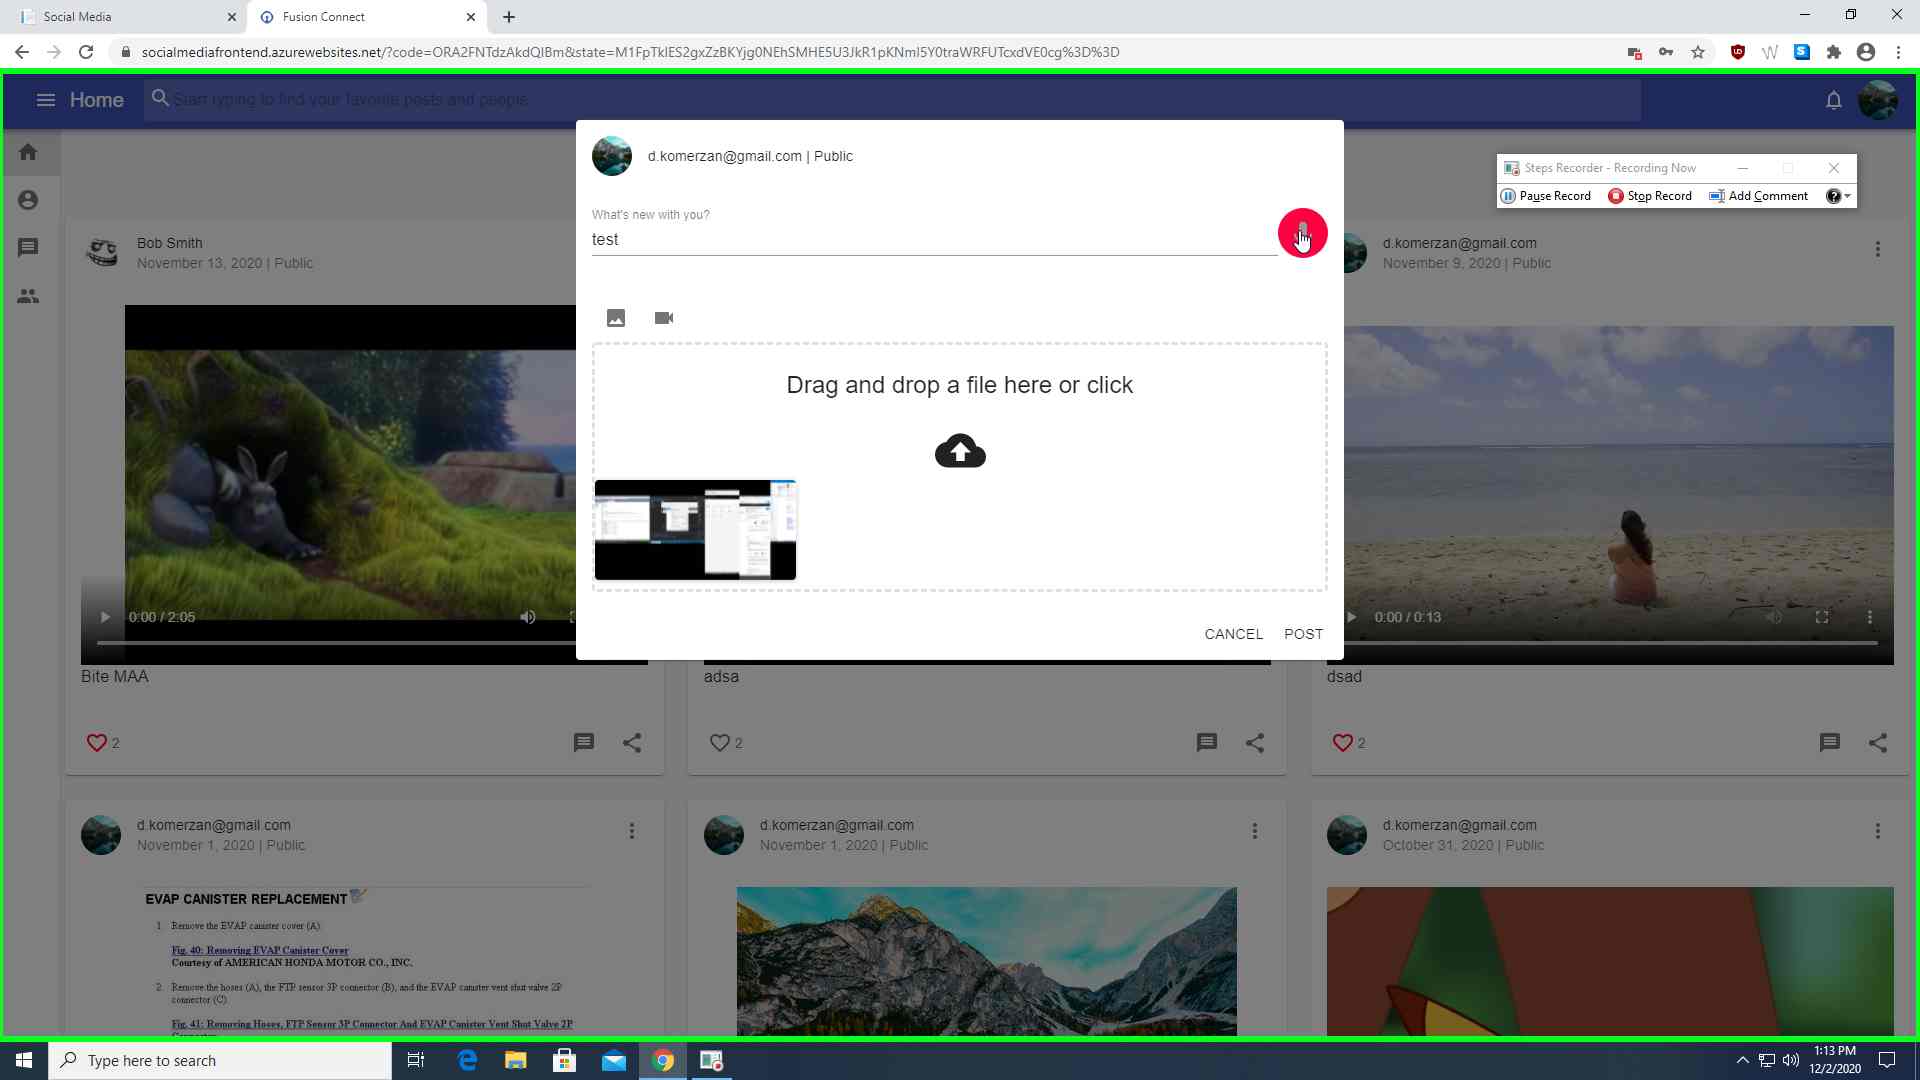 Social Media
Fusion Connect
socialmediafrontend.azurewebsites.net/?code=ORA2FNTdzAkdQIBm&state=M1FpTklES2gxZzBKYjg0NEhSMHE5U3JkR1pKNmI5Y0traWRFUTcxdVE0cg%3D%3D
Home
Start typing to find your favorite posts and people
d.komerzan@gmail.com | Public
What's new with you?
test
Steps Recorder - Recording Now
Pause Record
Stop Record
Add Comment
Bob Smith
November 13, 2020 | Public
d.komerzan@gmail.com
November 9, 2020 | Public
Drag and drop a file here or click
0:00 / 2:05
0:00 / 0:13
CANCEL
POST
Bite MAA
adsa
dsad
2
2
2
d.komerzan@gmail.com
November 1, 2020 | Public
d.komerzan@gmail.com
November 1, 2020 | Public
d.komerzan@gmail.com
October 31, 2020 | Public
EVAP CANISTER REPLACEMENT
1. Remove the EVAP canister cover (A).
Fig. 40: Removing EVAP Canister Cover
Courtesy of AMERICAN HONDA MOTOR CO., INC.
2. Remove the hoses (A), the FTP sensor 3P connector (B), and the EVAP canister vent shut valve 2P
connector (C).
Fig. 41: Removing Hoses, FTP Sensor 3P Connector And EVAP Canister Vent Shut Valve 2P
Type here to search
1:13 PM
12/2/2020